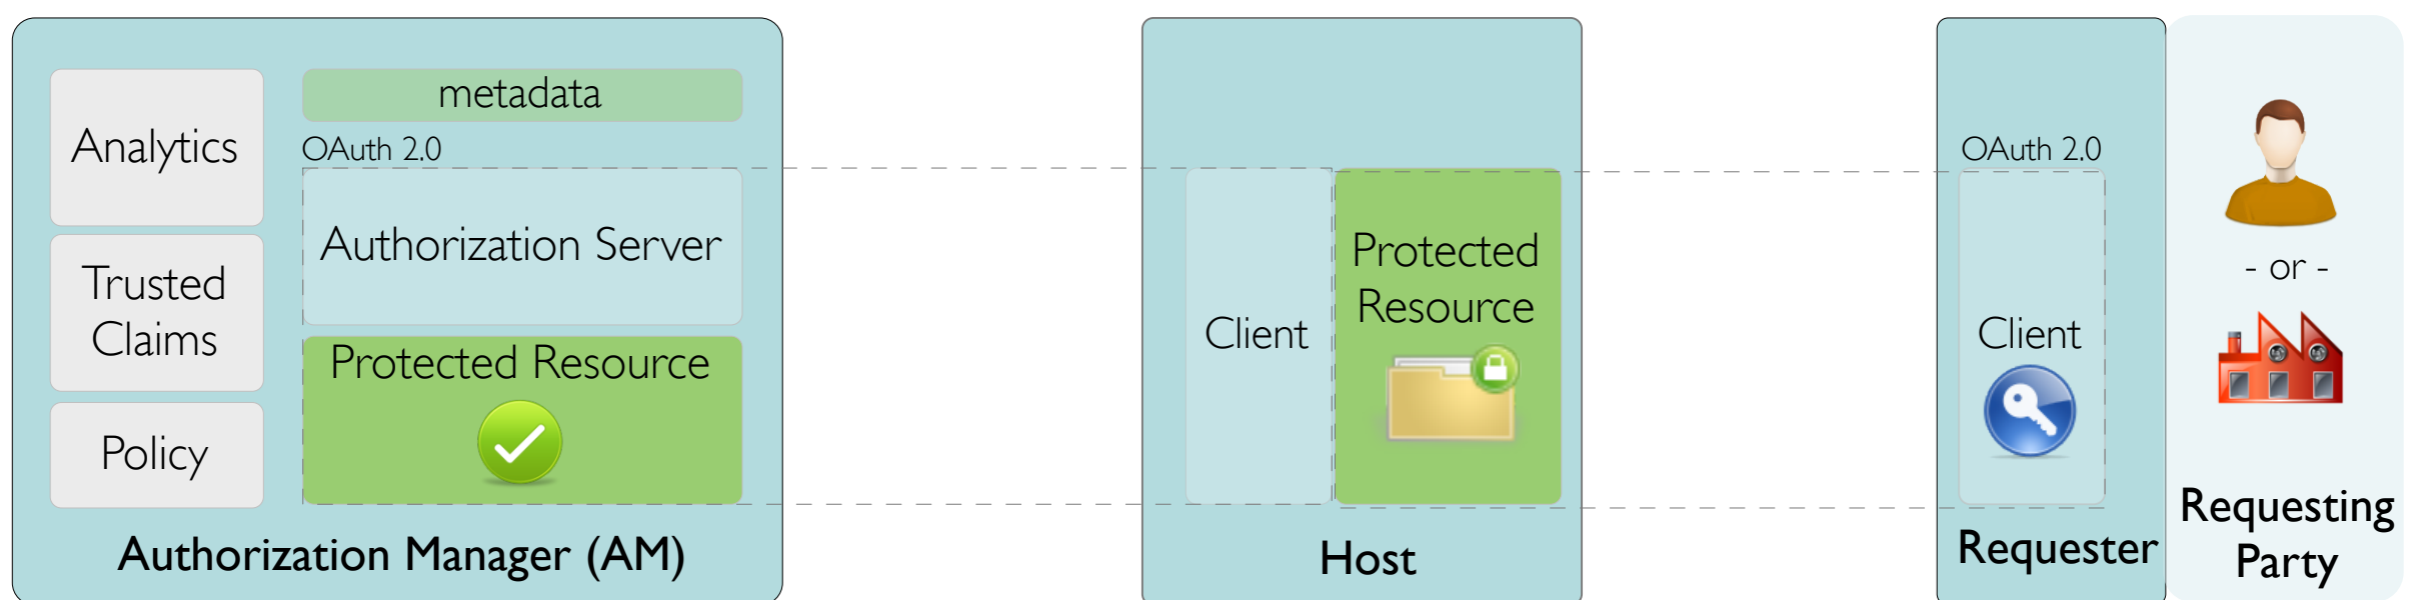 Analytics
Trusted
Claims
Policy
metadata
OAuth 2.0
Authorization Server
Protected Resource
Authorization Manager (AM)
Client
Protected
Resource
Host
OAuth 2.0
Client
Requester
- or -
Requesting
Party